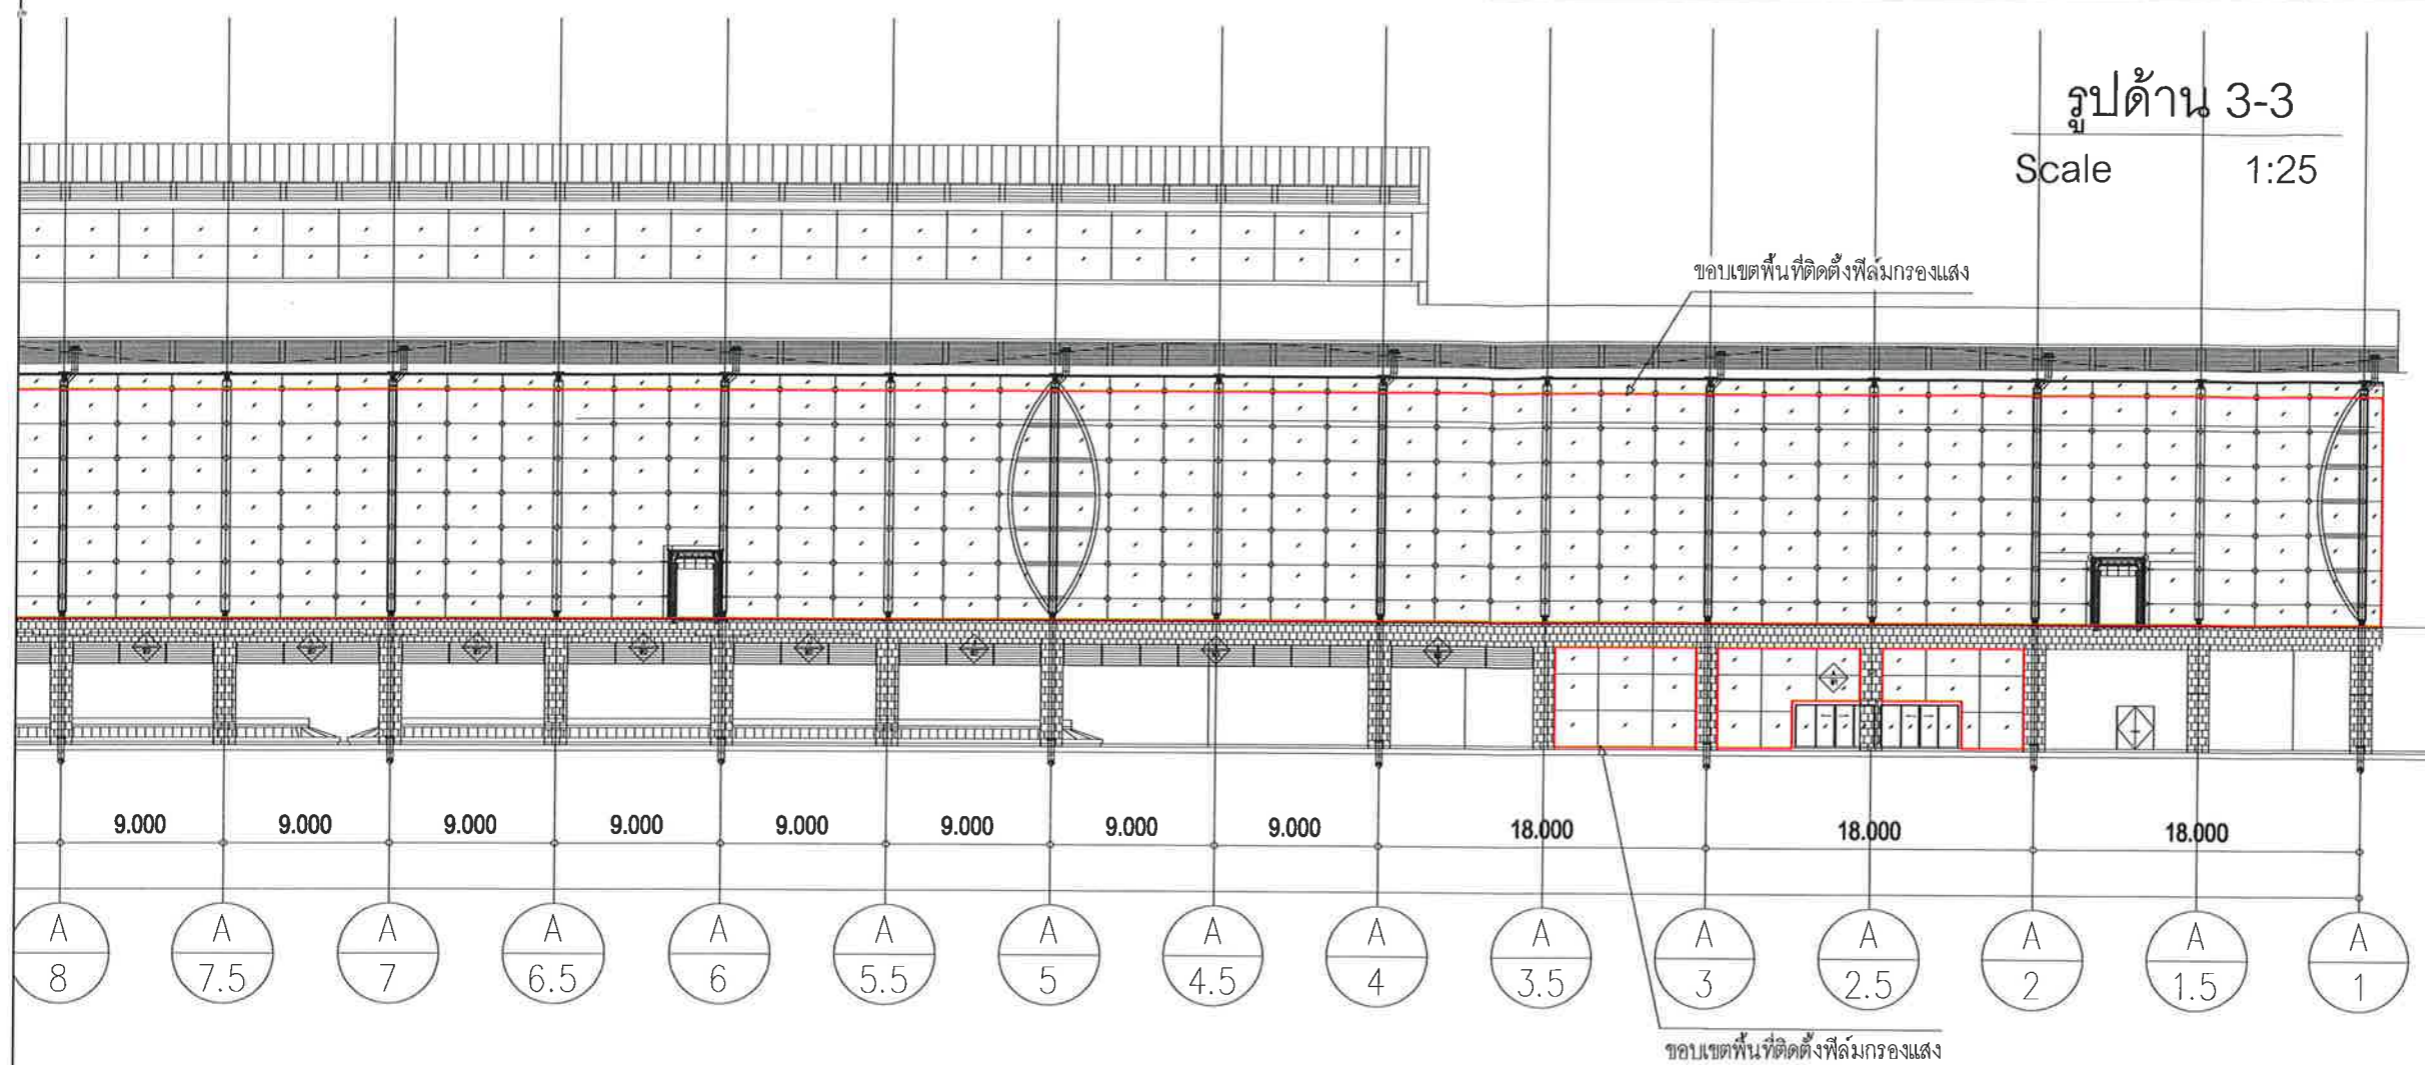 รูปด้าน 3-3
Scale 1:25
ขอบเขตพื้นที่ติดตั้งฟิล์มกรองแสง
9.000 9.000 9.000 9.000 9.000 9.000 9.000 9.000 18.000 18.000 18.000
A A A A A A A A A A A A A A A
8 7.5 7 6.5 6 5.5 5 4.5 4 3.5 3 2.5 2 1.5 1
ขอบเขตพื้นที่ติดตั้งฟิล์มกรองแสง